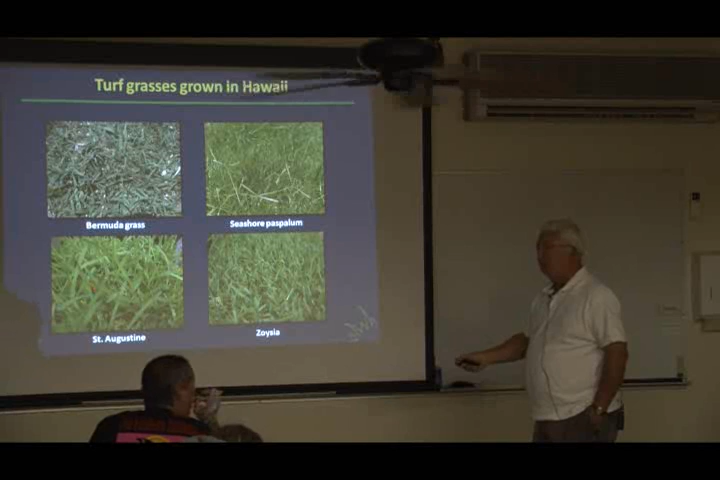 Turf grasses grown in Hawaii
Bermuda grass
Seashore paspalum
St. Augustine
Zoysia